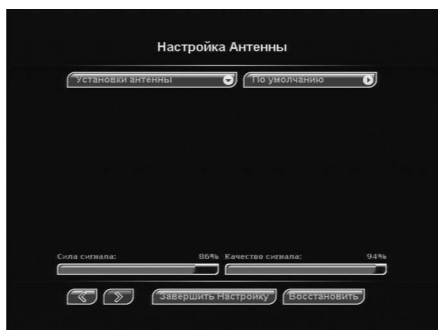 Настройка Антенны
Установки антенны По умолчанию
Сила сигнала: 86% Качество сигнала: 94%
Завершить Настройку Восстановить